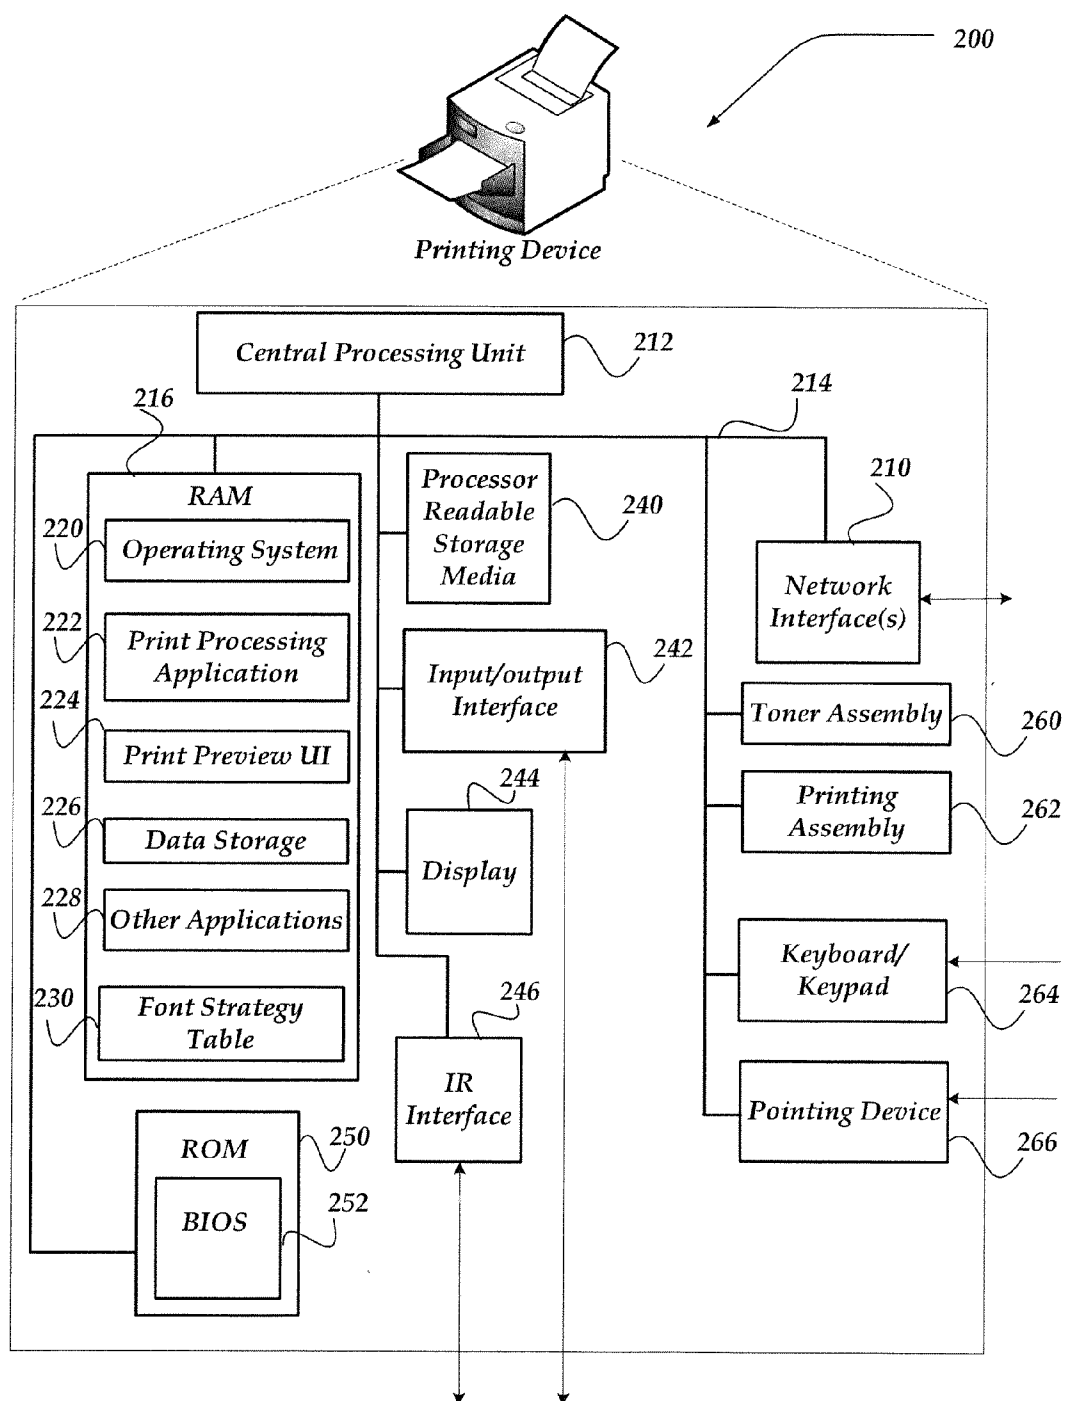 200
Printing Device
Central Processing Unit
212
214
216
RAM
220
Operating System
222
Print Processing
Application
224
Print Preview UI
226
Data Storage
228
Other Applications
230
Font Strategy
Table
Processor
Readable
Storage
Media
240
Input/output
Interface
242
244
Display
246
IR
Interface
210
Network
Interface(s)
Toner Assembly
260
Printing
Assembly
262
Keyboard/
Keypad
264
Pointing Device
266
ROM
250
BIOS
252